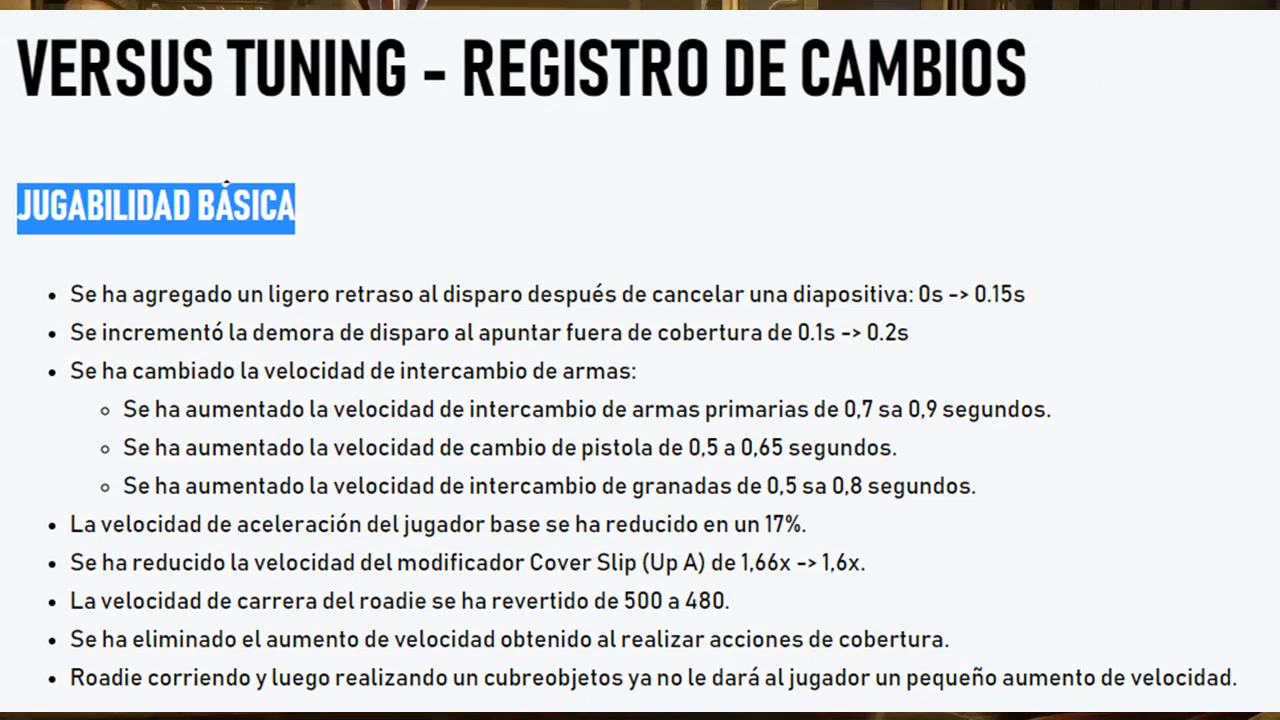 VERSUS TUNING - REGISTRO DE CAMBIOS
JUGABILIDAD BÁSICA
• Se ha agregado un ligero retraso al disparo después de cancelar una diapositiva: 0s -> 0.15s
• Se incrementó la demora de disparo al apuntar fuera de cobertura de 0.1s -> 0.2s
• Se ha cambiado la velocidad de intercambio de armas:
◦ Se ha aumentado la velocidad de intercambio de armas primarias de 0,7 sa 0,9 segundos.
◦ Se ha aumentado la velocidad de cambio de pistola de 0,5 a 0,65 segundos.
◦ Se ha aumentado la velocidad de intercambio de granadas de 0,5 sa 0,8 segundos.
• La velocidad de aceleración del jugador base se ha reducido en un 17%.
• Se ha reducido la velocidad del modificador Cover Slip (Up A) de 1,66x -> 1,6x.
• La velocidad de carrera del roadie se ha revertido de 500 a 480.
• Se ha eliminado el aumento de velocidad obtenido al realizar acciones de cobertura.
• Roadie corriendo y luego realizando un cubreobjetos ya no le dará al jugador un pequeño aumento de velocidad.